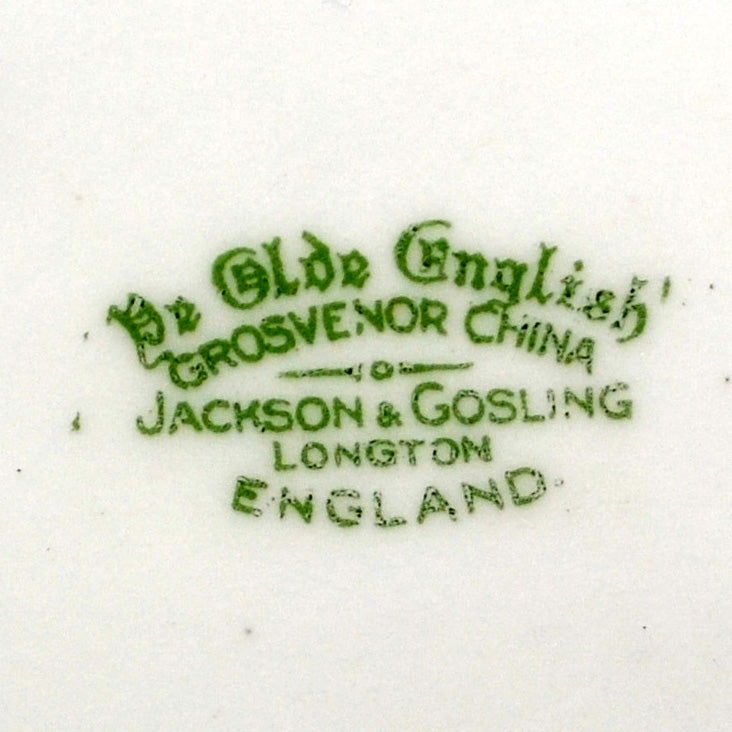 Ye Olde English'
GROSVENOR CHINA
JACKSON & GOSLING
LONGTON
ENGLAND